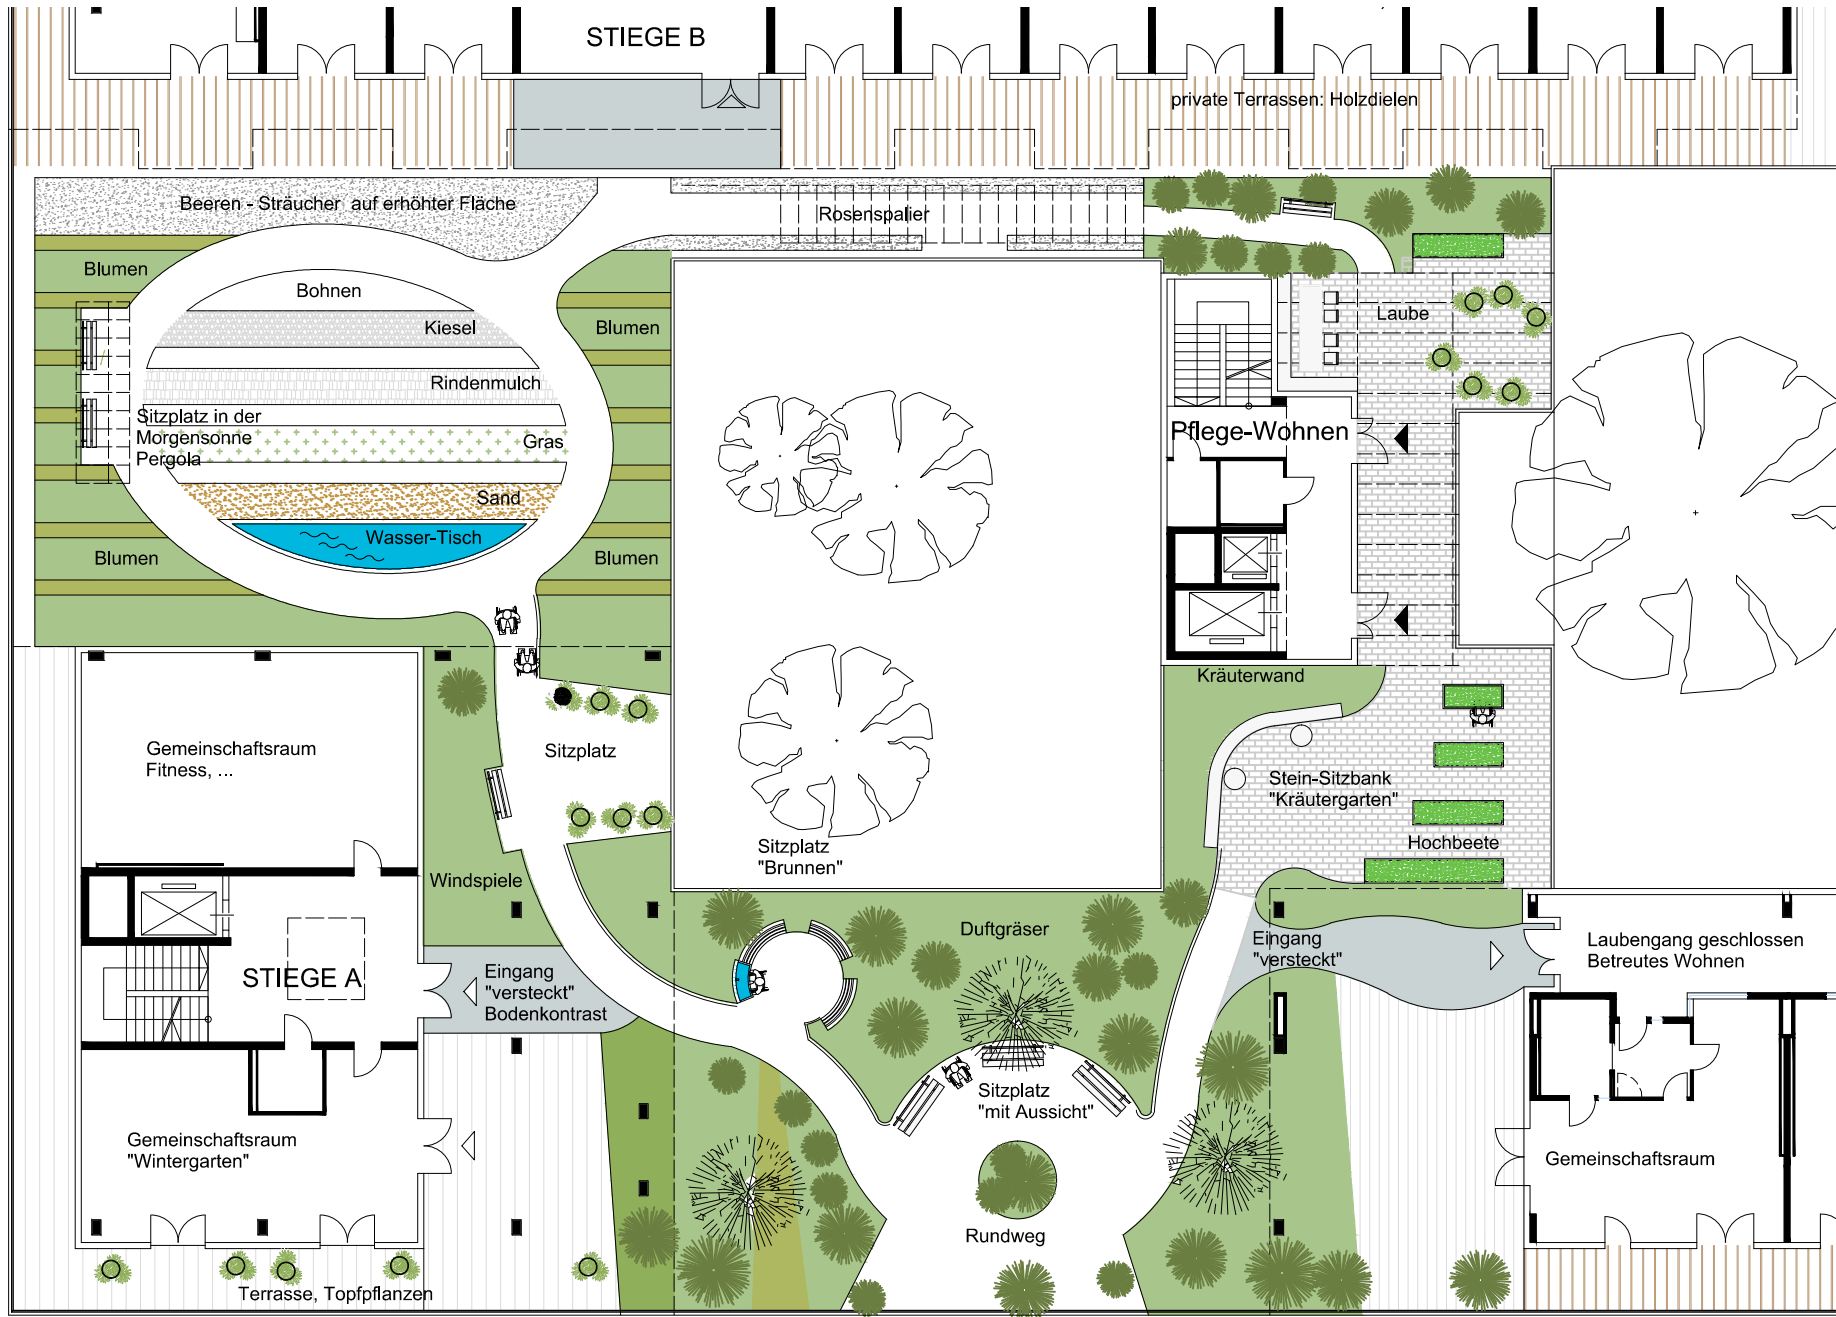 STIEGE B
private Terrassen: Holzdielen
Beeren - Sträucher auf erhöhter Fläche
Rosenspalier
Blumen
Bohnen
Kiesel
Blumen
Laube
Rindenmulch
Sitzplatz in der
Morgensonne
Pergola
Gras
Pflege-Wohnen
Sand
Wasser-Tisch
Blumen
Blumen
Kräuterwand
Gemeinschaftsraum
Fitness, ...
Sitzplatz
Stein-Sitzbank
"Kräutergarten"
Sitzplatz
"Brunnen"
Hochbeete
Windspiele
Duftgräser
Eingang
"versteckt"
Laubengang geschlossen
Betreutes Wohnen
STIEGE A
Eingang
"versteckt"
Bodenkontrast
Sitzplatz
"mit Aussicht"
Gemeinschaftsraum
"Wintergarten"
Gemeinschaftsraum
Rundweg
Terrasse, Topfpflanzen